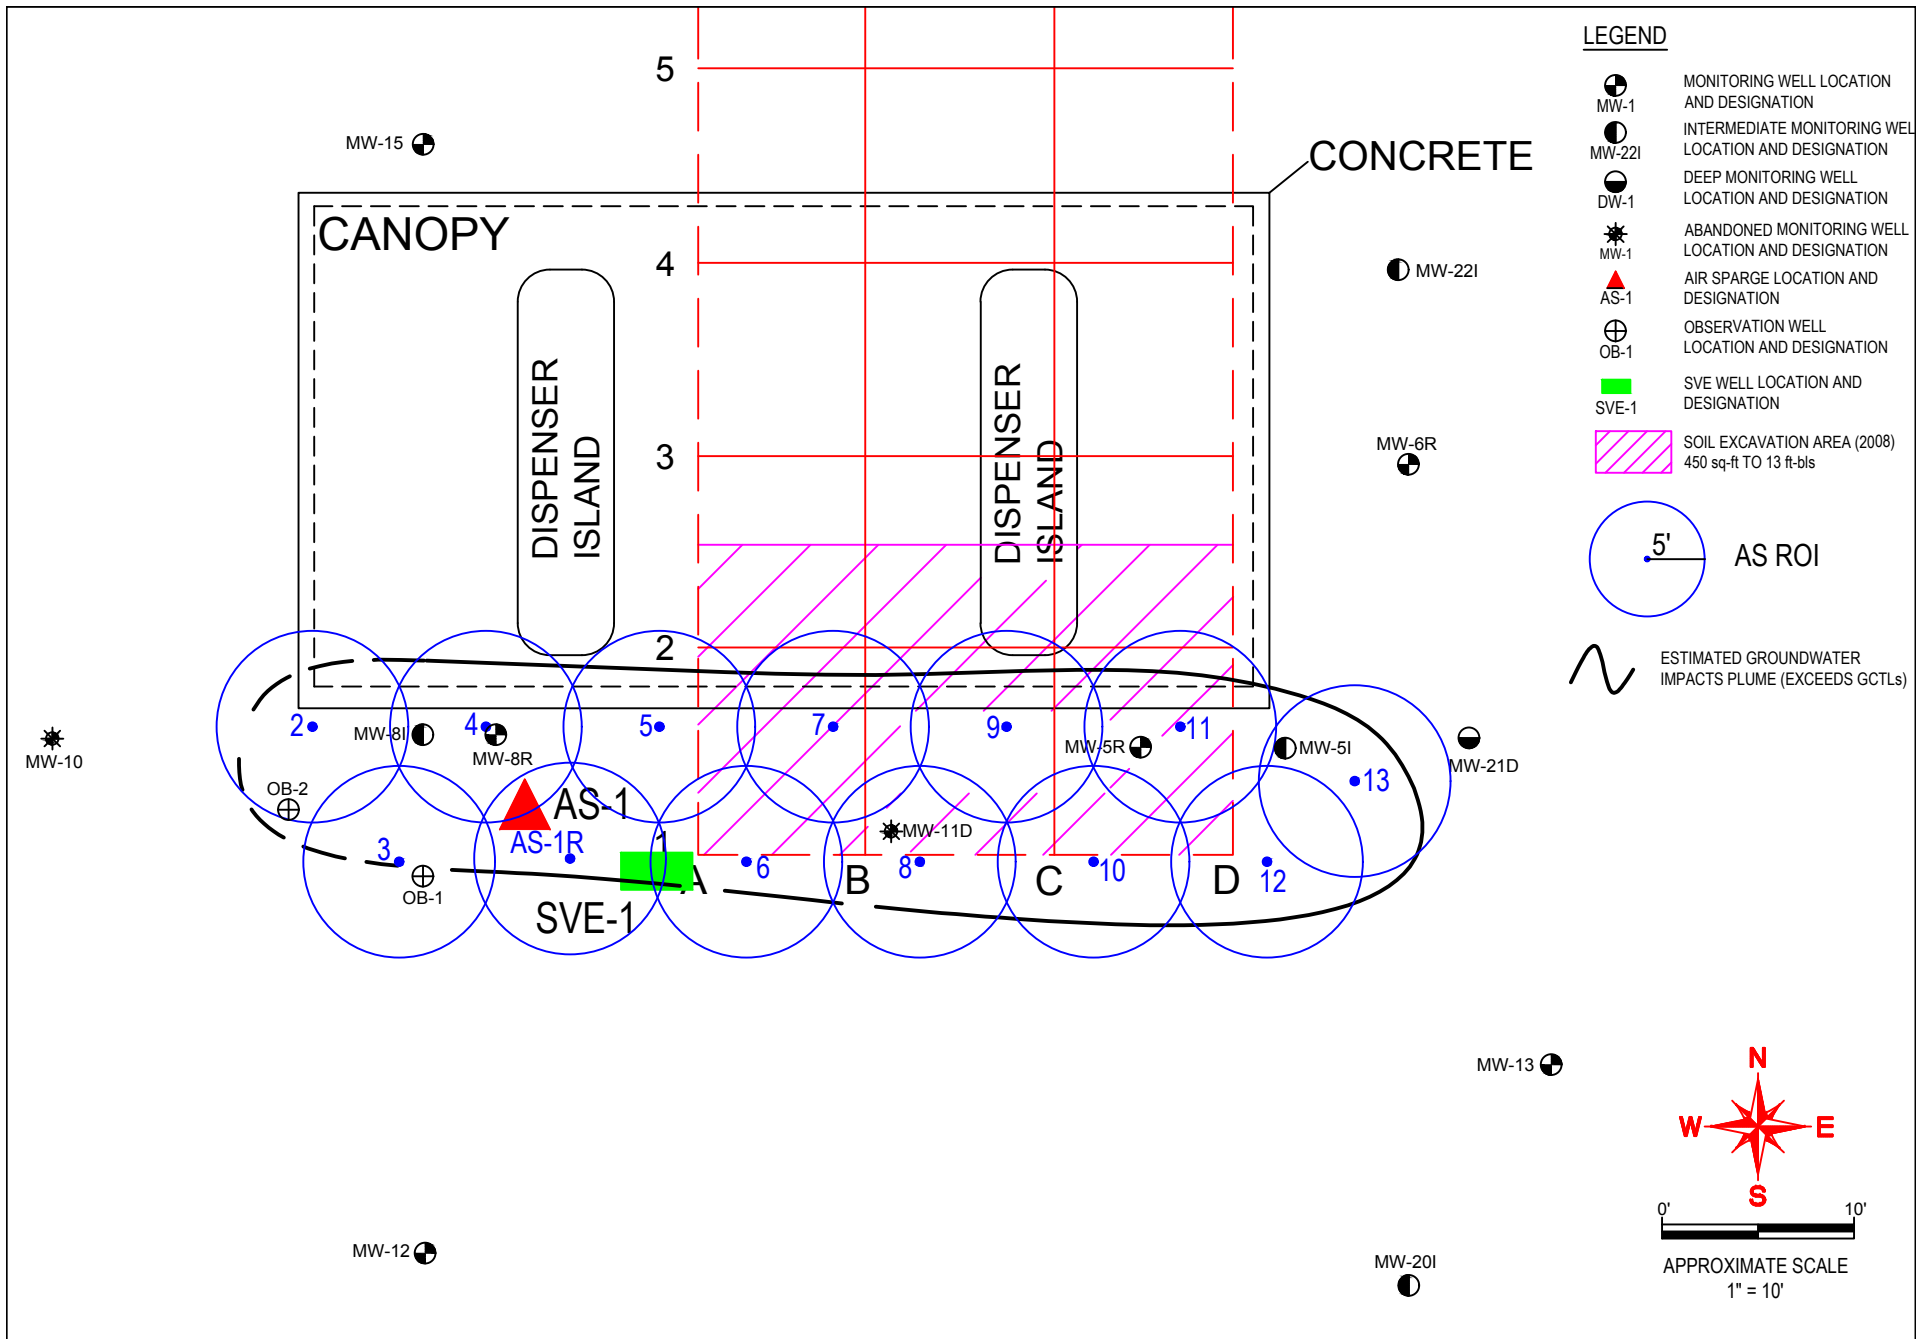 LEGEND
MW-1
MONITORING WELL LOCATION
AND DESIGNATION
MW-22I
INTERMEDIATE MONITORING WEL
LOCATION AND DESIGNATION
DW-1
DEEP MONITORING WELL
LOCATION AND DESIGNATION
MW-1
ABANDONED MONITORING WELL
LOCATION AND DESIGNATION
AS-1
AIR SPARGE LOCATION AND
DESIGNATION
OB-1
OBSERVATION WELL
LOCATION AND DESIGNATION
SVE-1
SVE WELL LOCATION AND
DESIGNATION
SOIL EXCAVATION AREA (2008)
450 sq-ft TO 13 ft-bls
5'
AS ROI
ESTIMATED GROUNDWATER
IMPACTS PLUME (EXCEEDS GCTLs)
5
MW-15
CONCRETE
CANOPY
4
MW-22I
DISPENSER
ISLAND
DISPENSER
ISLAND
3
MW-6R
2
2
MW-8I
4
MW-8R
5
7
9
MW-5R
11
MW-5I
MW-21D
MW-10
13
OB-2
AS-1
AS-1R
1
MW-11D
3
OB-1
6
8
10
12
A
B
C
D
SVE-1
MW-13
N
W
E
S
0'
10'
APPROXIMATE SCALE
1" = 10'
MW-12
MW-20I